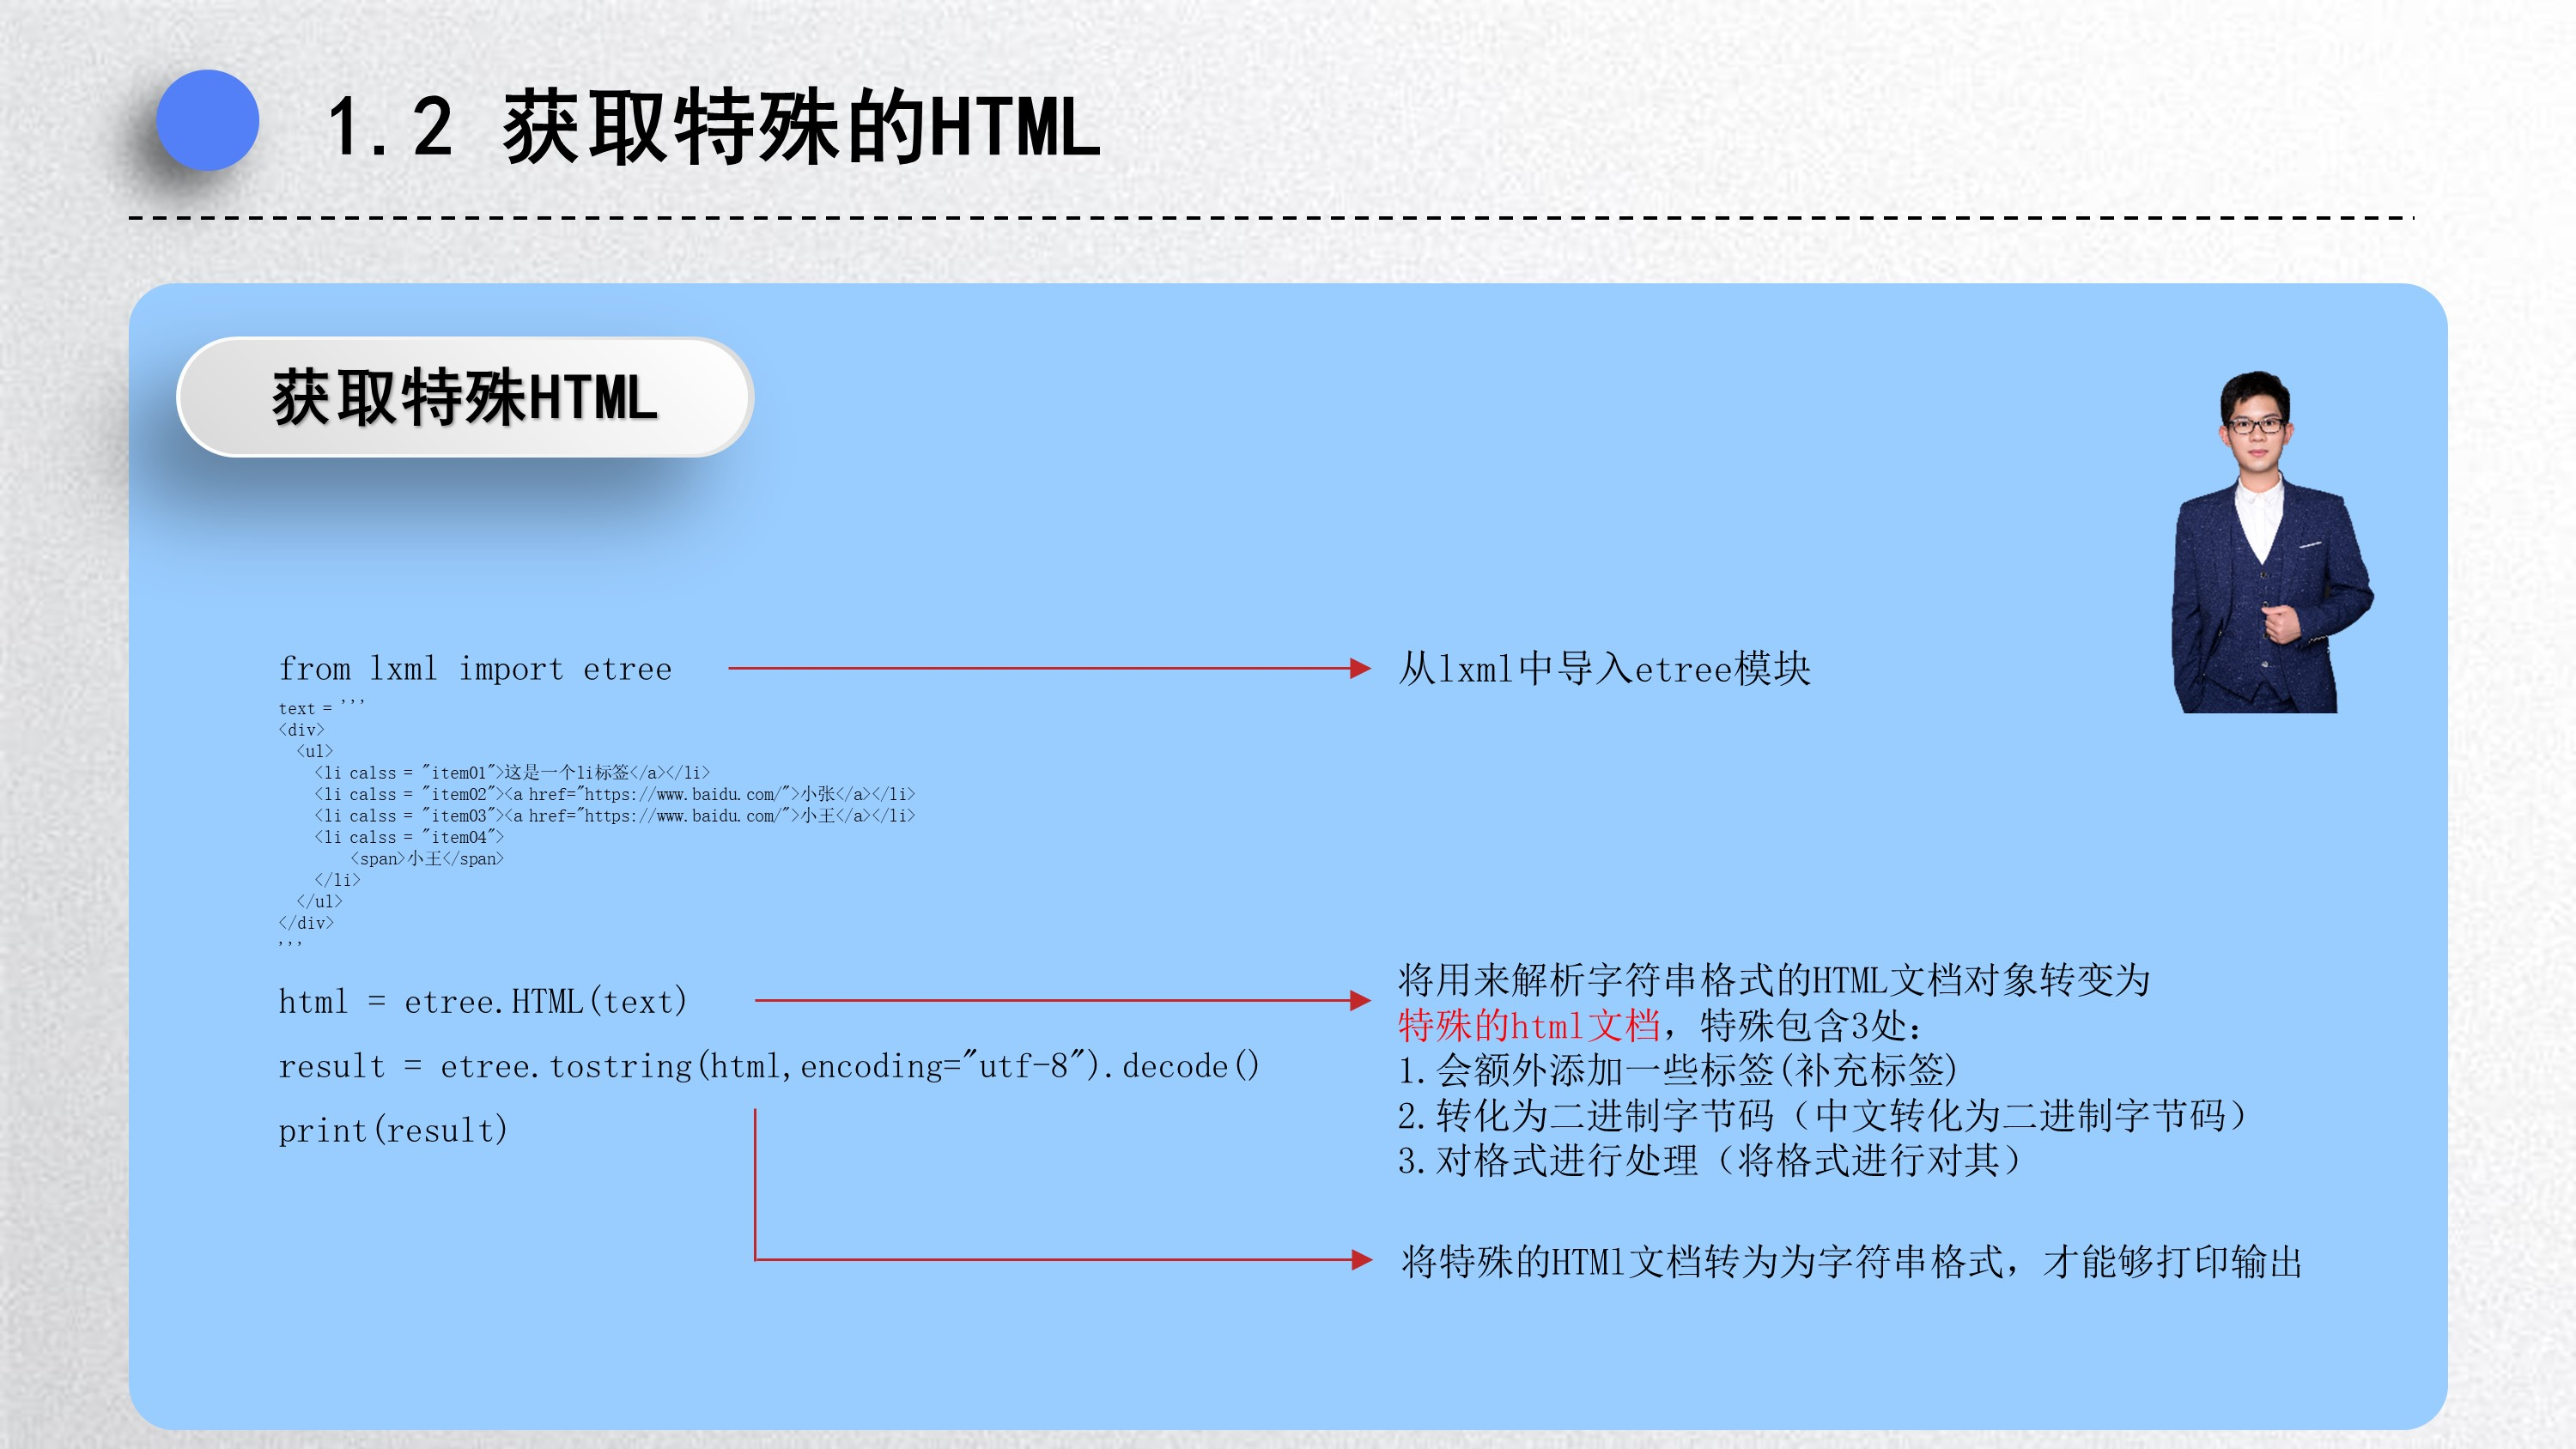 1.2 获取特殊的HTML
获取特殊HTML
from lxml import etree
从lxml中导入etree模块
text = '''
<div>
  <ul>
    <li calss = "item01">这是一个li标签</a></li>
    <li calss = "item02"><a href="https://www.baidu.com/">小张</a></li>
    <li calss = "item03"><a href="https://www.baidu.com/">小王</a></li>
    <li calss = "item04">
        <span>小王</span>
    </li>
  </ul>
</div>
'''
html = etree.HTML(text)
result = etree.tostring(html,encoding="utf-8").decode()
print(result)
将用来解析字符串格式的HTML文档对象转变为
特殊的html文档，特殊包含3处：
1.会额外添加一些标签(补充标签)
2.转化为二进制字节码（中文转化为二进制字节码）
3.对格式进行处理（将格式进行对其）
将特殊的HTMl文档转为为字符串格式，才能够打印输出